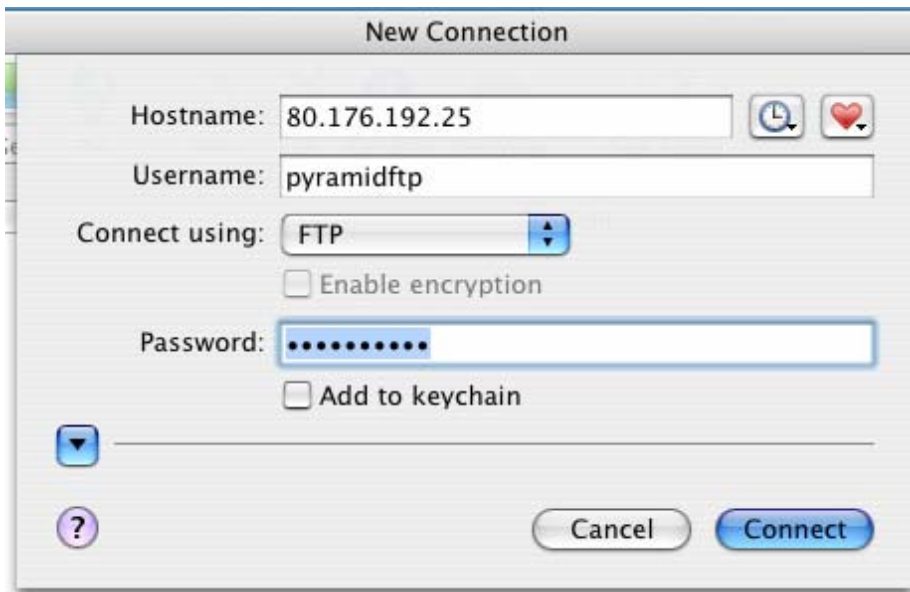 New Connection
Hostname: 80.176.192.25
Username: pyramidftp
Connect using: FTP
Enable encryption
Password: ••••••••••
Add to keychain
?
Cancel Connect